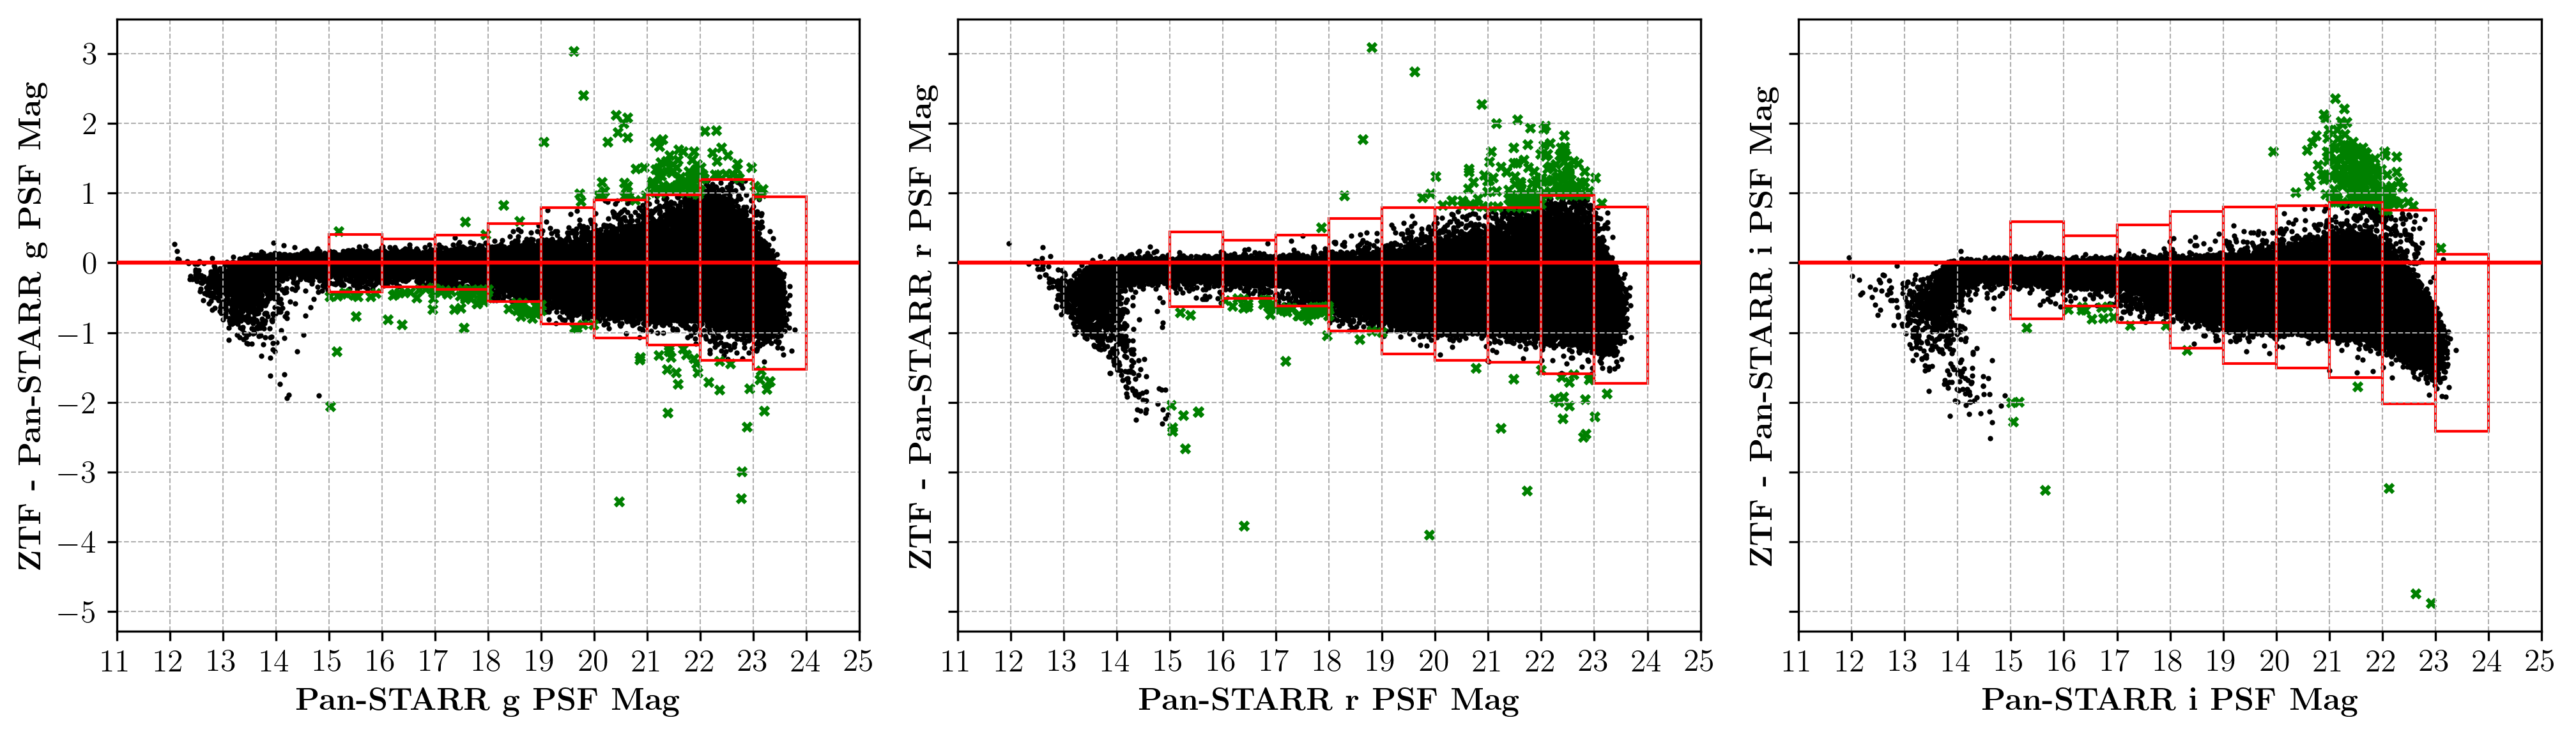 ZTF - Pan-STARR g PSF Mag
3
2
1
0
−1
−2
−3
−4
−5
11 12 13 14 15 16 17 18 19 20 21 22 23 24 25
Pan-STARR g PSF Mag
ZTF - Pan-STARR r PSF Mag
11 12 13 14 15 16 17 18 19 20 21 22 23 24 25
Pan-STARR r PSF Mag
ZTF - Pan-STARR i PSF Mag
11 12 13 14 15 16 17 18 19 20 21 22 23 24 25
Pan-STARR i PSF Mag